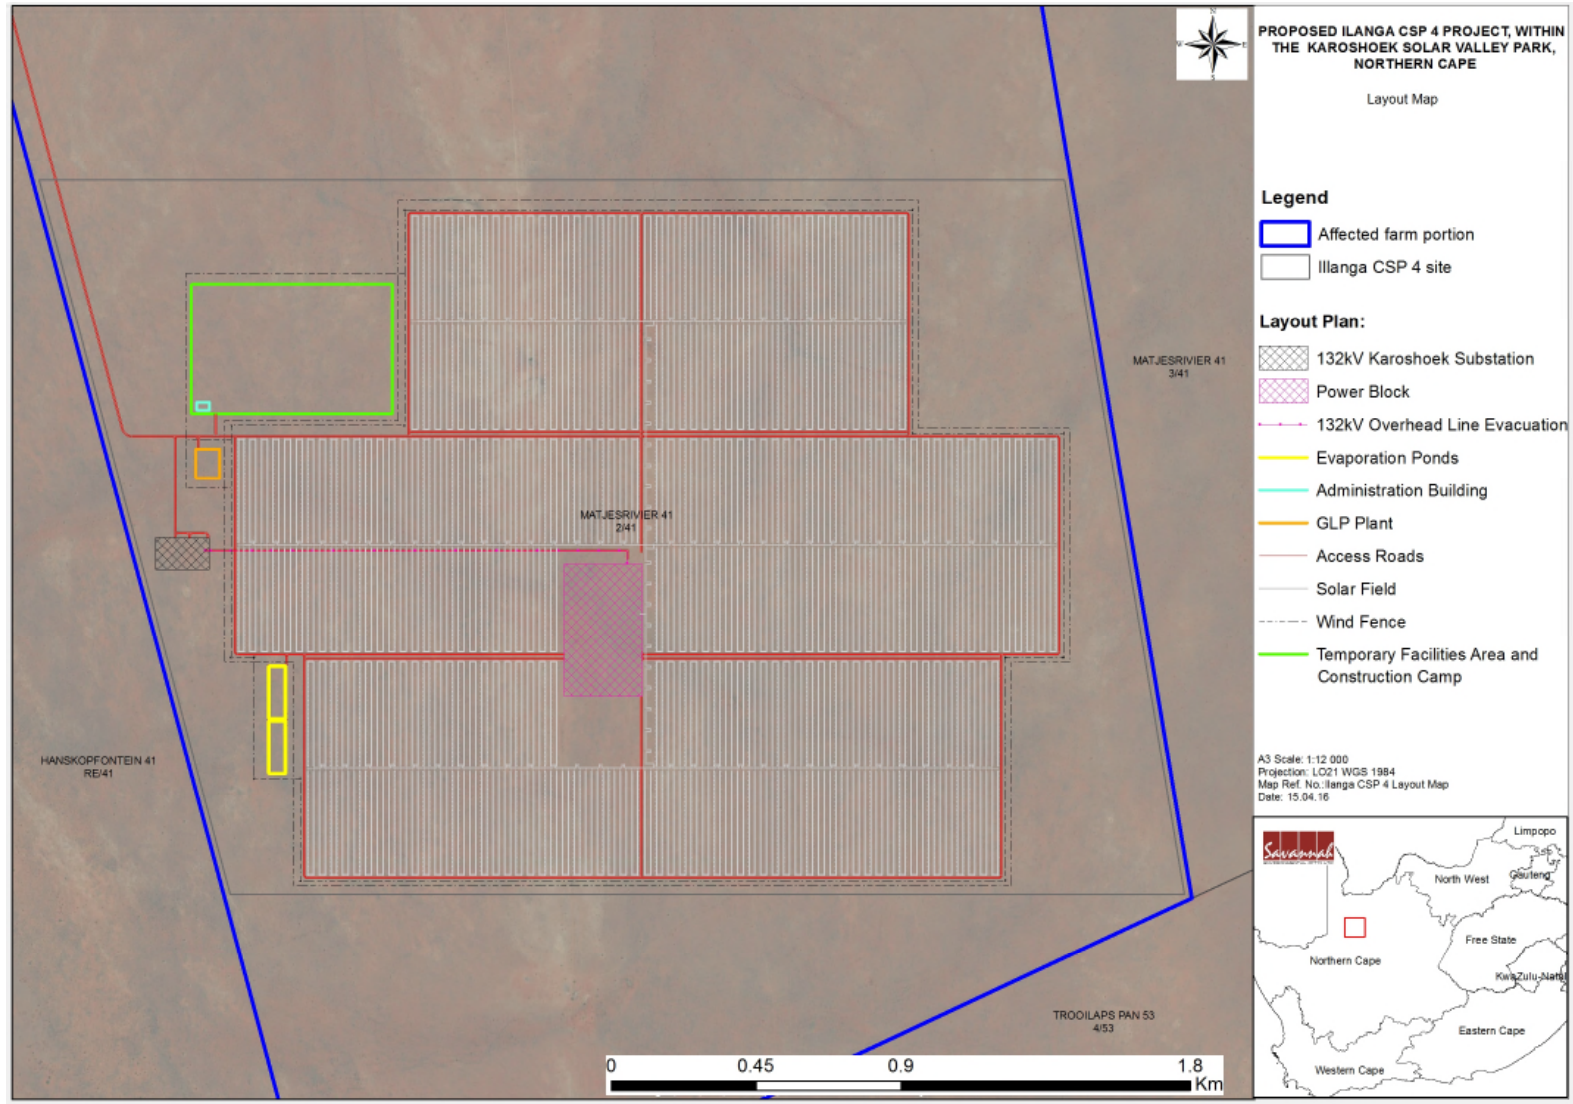 PROPOSED ILANGA CSP 4 PROJECT, WITHIN
THE KAROSHOEK SOLAR VALLEY PARK,
NORTHERN CAPE
Layout Map
N
W
E
S
Legend
Affected farm portion
Illanga CSP 4 site
Layout Plan:
132kV Karoshoek Substation
Power Block
132kV Overhead Line Evacuation
Evaporation Ponds
Administration Building
GLP Plant
Access Roads
Solar Field
Wind Fence
Temporary Facilities Area and
Construction Camp
A3 Scale: 1:12 000
Projection: LO21 WGS 1984
Map Ref. No.:Ilanga CSP 4 Layout Map
Date: 15.04.16
MATJESRIVIER 41
3/41
MATJESRIVIER 41
2/41
HANSKOPFONTEIN 41
RE/41
TROOILAPS PAN 53
4/53
0 0.45 0.9 1.8
Km
Savannah
Limpopo
North West
Gauteng
Free State
Northern Cape
KwaZulu-Natal
Eastern Cape
Western Cape